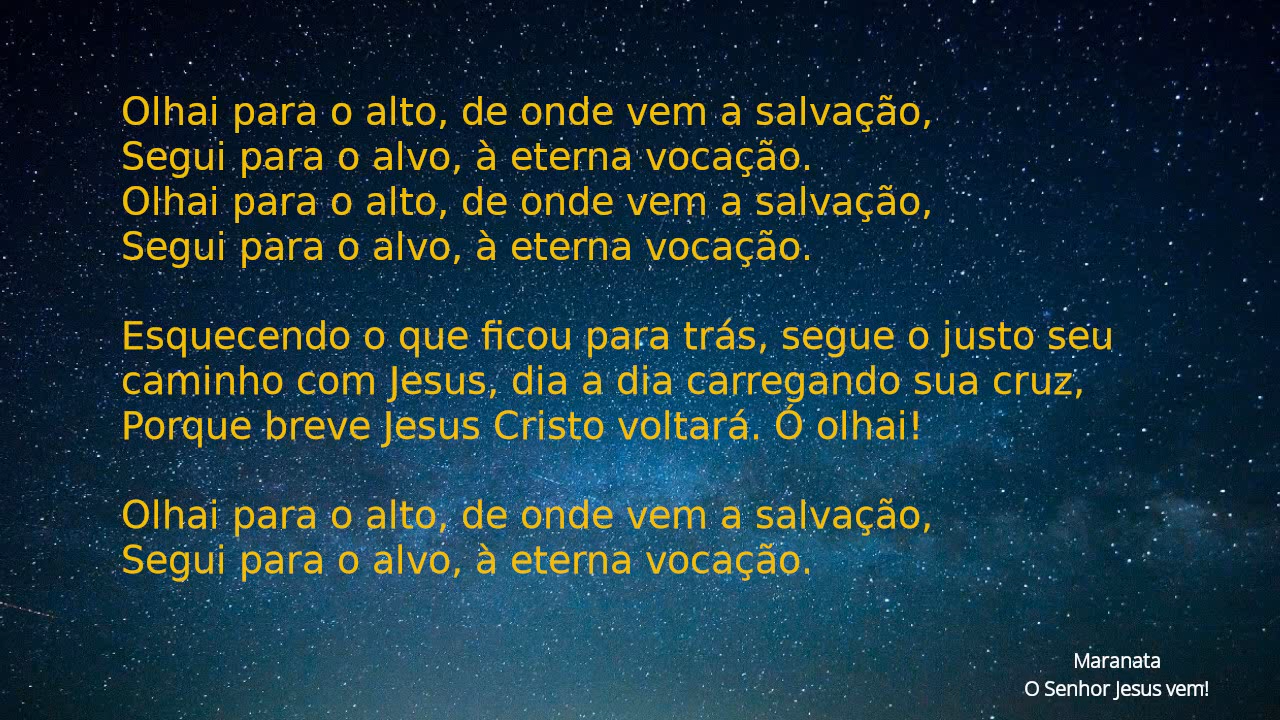 Olhai para o alto, de onde vem a salvação,
Segui para o alvo, à eterna vocação.
Olhai para o alto, de onde vem a salvação,
Segui para o alvo, à eterna vocação.
Esquecendo o que ficou para trás, segue o justo seu
caminho com Jesus, dia a dia carregando sua cruz,
Porque breve Jesus Cristo voltará. Ó olhai!
Olhai para o alto, de onde vem a salvação,
Segui para o alvo, à eterna vocação.
Maranata
O Senhor Jesus vem!